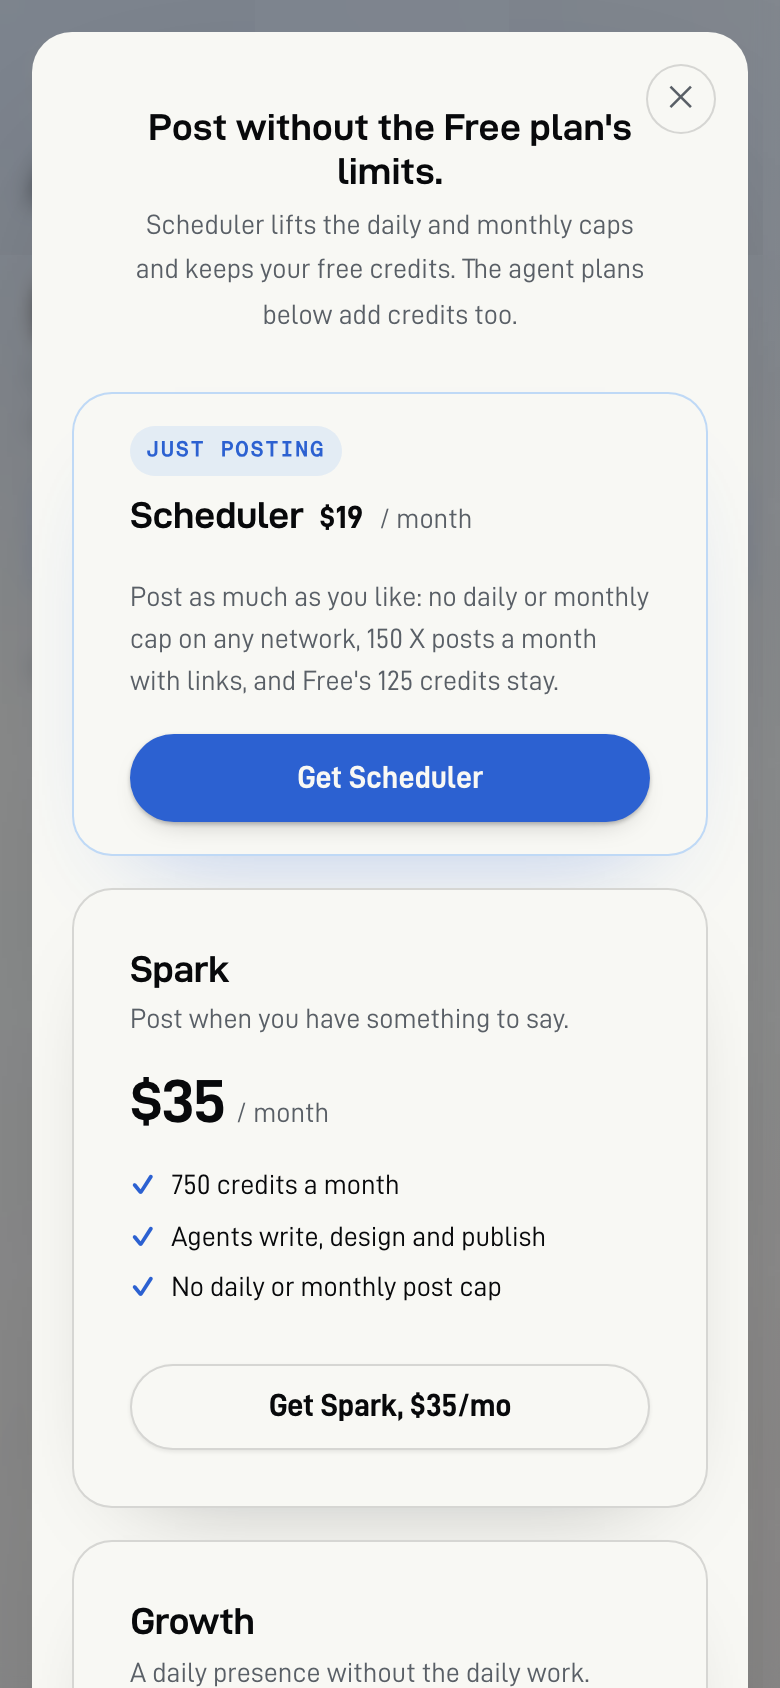 Post without the Free plan's
limits.
Scheduler lifts the daily and monthly caps
and keeps your free credits. The agent plans
below add credits too.
JUST POSTING
Scheduler $19 / month
Post as much as you like: no daily or monthly
cap on any network, 150 X posts a month
with links, and Free's 125 credits stay.
Get Scheduler
Spark
Post when you have something to say.
$35 / month
750 credits a month
Agents write, design and publish
No daily or monthly post cap
Get Spark, $35/mo
Growth
A daily presence without the daily work.